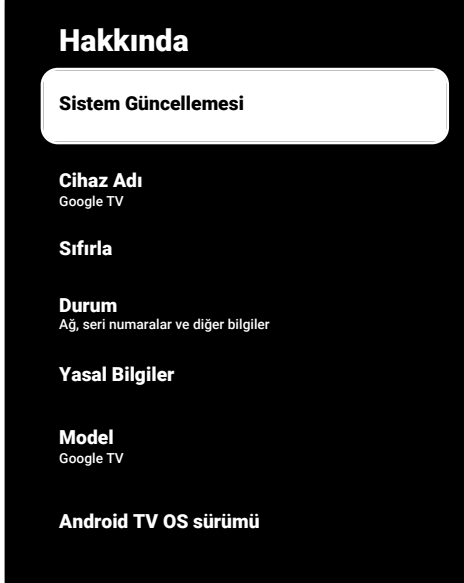 Hakkında
Sistem Güncellemesi
Cihaz Adı
Google TV
Sıfırla
Durum
Ağ, seri numaralar ve diğer bilgiler
Yasal Bilgiler
Model
Google TV
Android TV OS sürümü